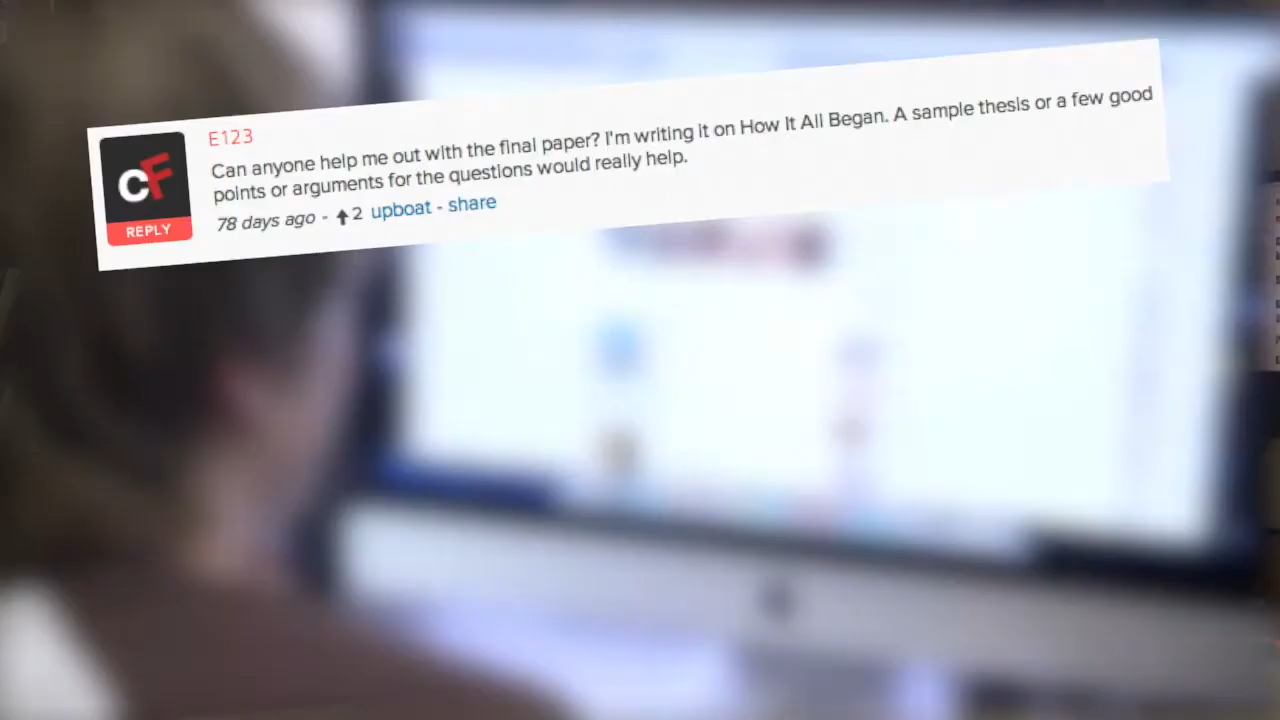 E123
Can anyone help me out with the final paper? I'm writing it on How It All Began. A sample thesis or a few good
points or arguments for the questions would really help.
78 days ago - 2 upboat - share
CF
REPLY